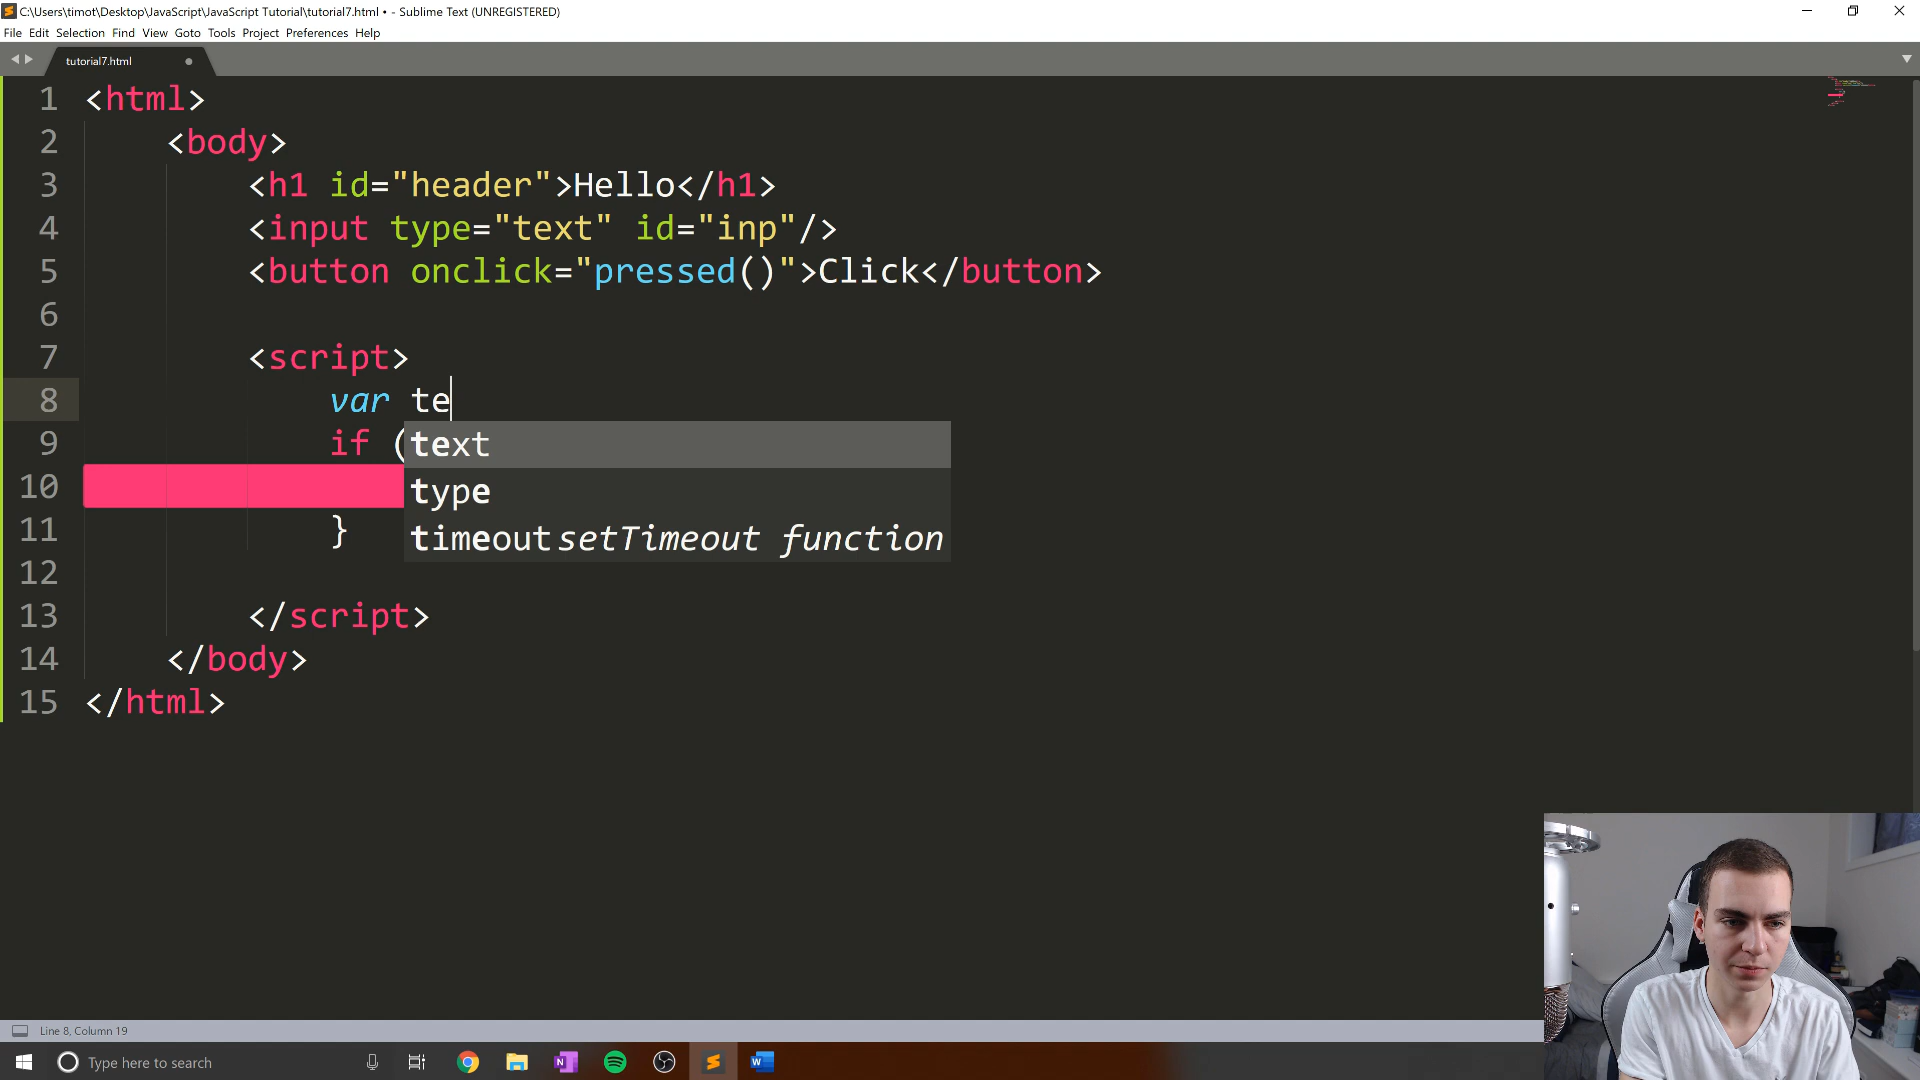 C:\Users\timot\Desktop\JavaScript\JavaScript Tutorial\tutorial7.html • - Sublime Text (UNREGISTERED)
File Edit Selection Find View Goto Tools Project Preferences Help
tutorial7.html
1 <html>
2 <body>
3 <h1 id="header">Hello</h1>
4 <input type="text" id="inp"/>
5 <button onclick="pressed()">Click</button>
6
7 <script>
8 var te
9 if (
text
10
type
11 }
timeout setTimeout function
12
13 </script>
14 </body>
15 </html>
Line 8, Column 19
Type here to search